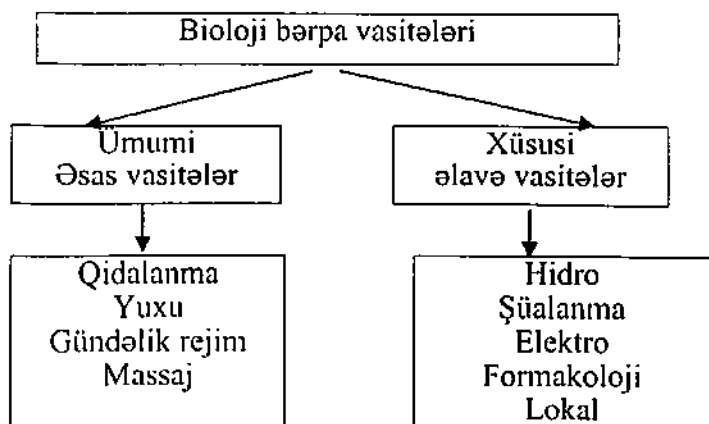 Bioloji bərpa vasitələri
Ümumi
Əsas vasitələr
Xüsusi
əlavə vasitələr
Qidalanma
Yuxu
Gündəlik rejim
Massaj
Hidro
Şüalanma
Elektro
Formakoloji
Lokal